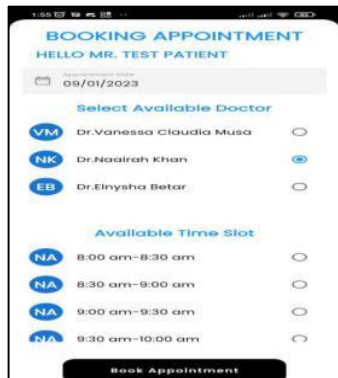 1:55
BOOKING APPOINTMENT
HELLO MR. TEST PATIENT
Appointment Date
09/01/2023
Select Available Doctor
VM Dr.Vanessa Claudia Musa
NK Dr.Naairah Khan
EB Dr.Elnysha Betar
Available Time Slot
NA 8:00 am-8:30 am
NA 8:30 am-9:00 am
NA 9:00 am-9:30 am
NA 9:30 am-10:00 am
Book Appointment